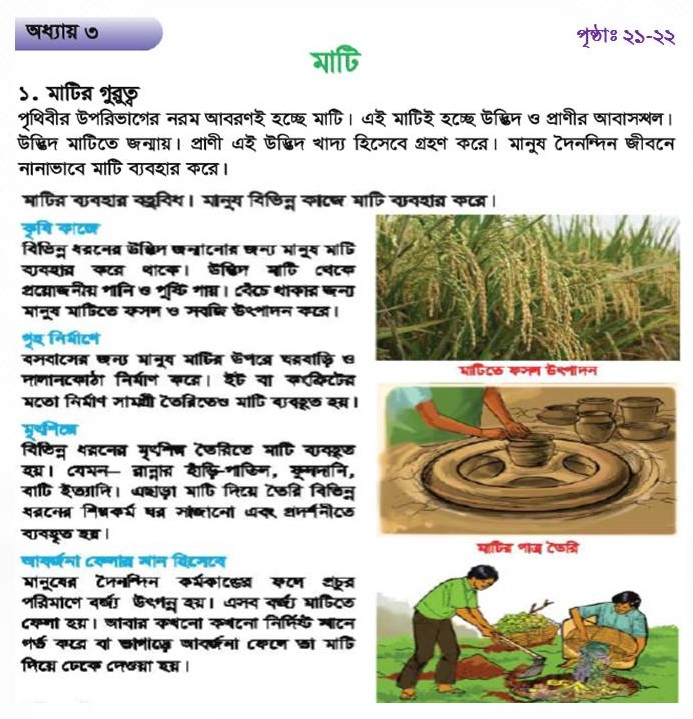 অধ্যায় ৩
পৃষ্ঠাঃ ২১-২২
মাটি
১. মাটির গুরুত্ব
পৃথিবীর উপরিভাগের নরম আবরণই হচ্ছে মাটি। এই মাটিই হচ্ছে উদ্ভিদ ও প্রাণীর আবাসস্থল।
উদ্ভিদ মাটিতে জন্মায়। প্রাণী এই উদ্ভিদ খাদ্য হিসেবে গ্রহণ করে। মানুষ দৈনন্দিন জীবনে
নানাভাবে মাটি ব্যবহার করে।
মাটির ব্যবহার বহুবিধ। মানুষ বিভিন্ন কাজে মাটি ব্যবহার করে।
কৃষি কাজে
বিভিন্ন ধরনের উদ্ভিদ জন্মানোর জন্য মানুষ মাটি
ব্যবহার করে থাকে। উদ্ভিদ মাটি থেকে
প্রয়োজনীয় পানি ও পুষ্টি পায়। বেঁচে থাকার জন্য
মানুষ মাটিতে ফসল ও সবজি উৎপাদন করে।
মাটিতে ফসল উৎপাদন
গৃহ নির্মাণে
বসবাসের জন্য মানুষ মাটির উপরে ঘরবাড়ি ও
দালানকোঠা নির্মাণ করে। ইট বা কংক্রিটের
মতো নির্মাণ সামগ্রী তৈরিতেও মাটি ব্যবহৃত হয়।
মৃৎশিল্পে
বিভিন্ন ধরনের মৃৎশিল্প তৈরিতে মাটি ব্যবহৃত
হয়। যেমন— রান্নার হাঁড়ি-পাতিল, ফুলদানি,
বাটি ইত্যাদি। এছাড়া মাটি দিয়ে তৈরি বিভিন্ন
ধরনের শিল্পকর্ম ঘর সাজানো এবং প্রদর্শনীতে
ব্যবহৃত হয়।
মাটির পাত্র তৈরি
আবর্জনা ফেলার স্থান হিসেবে
মানুষের দৈনন্দিন কর্মকাণ্ডের ফলে প্রচুর
পরিমাণে বর্জ্য উৎপন্ন হয়। এসব বর্জ্য মাটিতে
ফেলা হয়। আবার কখনো কখনো নির্দিষ্ট স্থানে
গর্ত করে বা ভাগাড়ে আবর্জনা ফেলে তা মাটি
দিয়ে ঢেকে দেওয়া হয়।